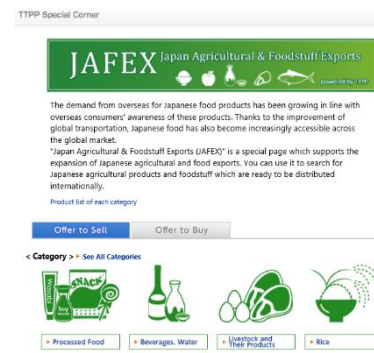 TTPP Special Corner
JAFEX Japan Agricultural & Foodstuff Exports
powered by TTPP
The demand from overseas for Japanese food products has been growing in line with
overseas consumers' awareness of these products. Thanks to the improvement of
global transportation, Japanese food has also become increasingly accessible across
the global market.
"Japan Agricultural & Foodstuff Exports (JAFEX)" is a special page which supports the
expansion of Japanese agricultural and food exports. You can use it to search for
Japanese agricultural products and foodstuff which are ready to be distributed
internationally.
Product list of each category
Offer to Sell Offer to Buy
< Category > See All Categories
Wasabi
Soy
SNACK
Processed Food
Beverages. Water
Livestock and
Their Products
Rice